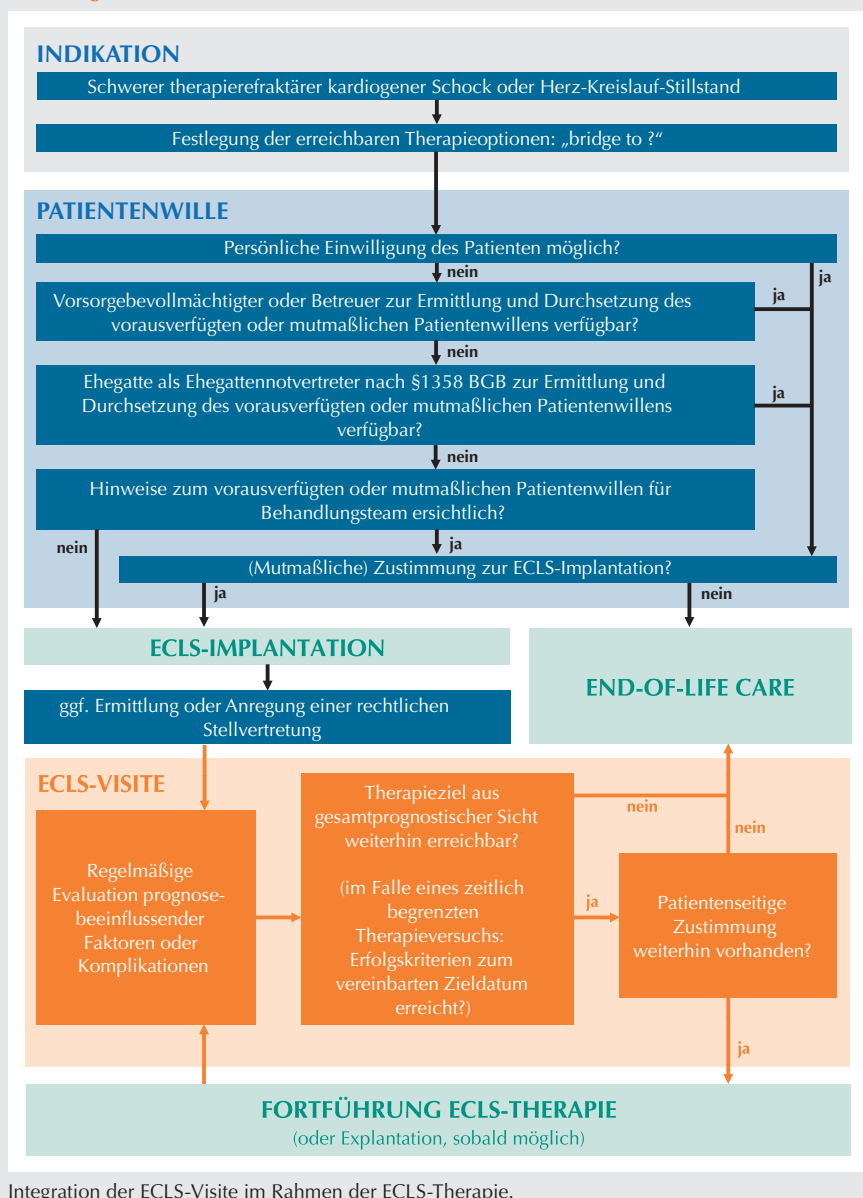 INDIKATION
Schwerer therapierefraktärer kardiogener Schock oder Herz-Kreislauf-Stillstand
Festlegung der erreichbaren Therapieoptionen: „bridge to ?“
PATIENTENWILLE
Persönliche Einwilligung des Patienten möglich?
nein
ja
Vorsorgebevollmächtigter oder Betreuer zur Ermittlung und Durchsetzung des
vorausverfügten oder mutmaßlichen Patientenwillens verfügbar?
ja
nein
Ehegatte als Ehegattennotvertreter nach §1358 BGB zur Ermittlung und
Durchsetzung des vorausverfügten oder mutmaßlichen Patientenwillens
verfügbar?
ja
nein
Hinweise zum vorausverfügten oder mutmaßlichen Patientenwillen für
Behandlungsteam ersichtlich?
nein
ja
(Mutmaßliche) Zustimmung zur ECLS-Implantation?
ja
nein
ECLS-IMPLANTATION
END-OF-LIFE CARE
ggf. Ermittlung oder Anregung einer rechtlichen
Stellvertretung
ECLS-VISITE
Regelmäßige
Evaluation prognose-
beeinflussender
Faktoren oder
Komplikationen
Therapieziel aus
gesamtprognostischer Sicht
weiterhin erreichbar?
(im Falle eines zeitlich
begrenzten
Therapieversuchs:
Erfolgskriterien zum
vereinbarten Zieldatum
erreicht?)
nein
ja
nein
Patientenseitige
Zustimmung
weiterhin vorhanden?
ja
FORTFÜHRUNG ECLS-THERAPIE
(oder Explantation, sobald möglich)
Integration der ECLS-Visite im Rahmen der ECLS-Therapie.